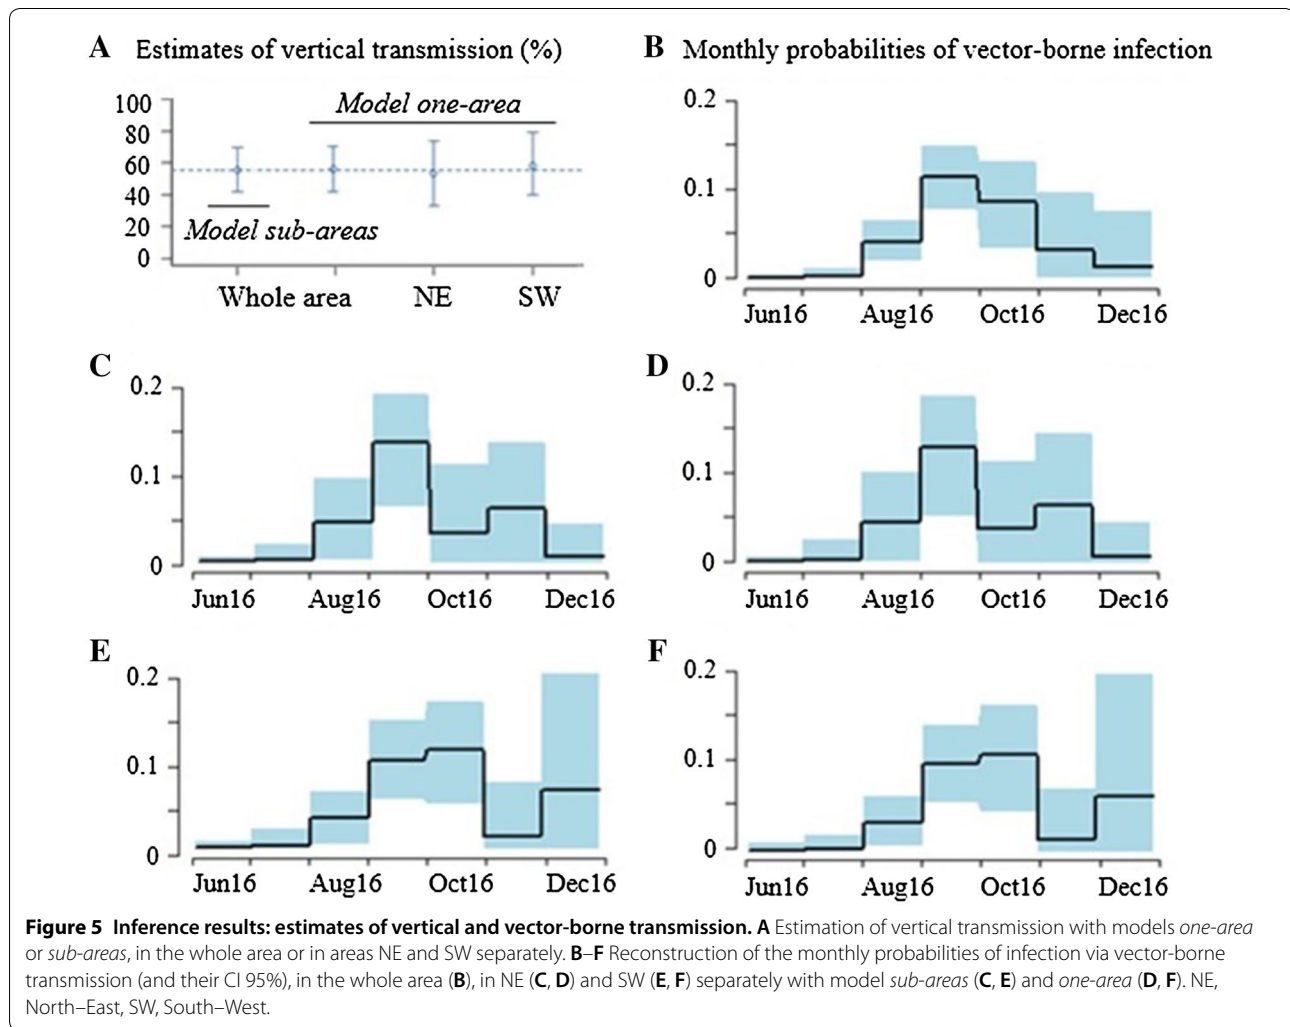 A Estimates of vertical transmission (%)
100
80
60
40
20
0
Model one-area
Model sub-areas
Whole area NE SW
B Monthly probabilities of vector-borne infection
0.2
0.1
0
Jun16 Aug16 Oct16 Dec16
C
0.2
0.1
0
Jun16 Aug16 Oct16 Dec16
D
0.2
0.1
0
Jun16 Aug16 Oct16 Dec16
E
0.2
0.1
0
Jun16 Aug16 Oct16 Dec16
F
0.2
0.1
0
Jun16 Aug16 Oct16 Dec16
Figure 5 Inference results: estimates of vertical and vector-borne transmission. A Estimation of vertical transmission with models one-area
or sub-areas, in the whole area or in areas NE and SW separately. B–F Reconstruction of the monthly probabilities of infection via vector-borne
transmission (and their CI 95%), in the whole area (B), in NE (C, D) and SW (E, F) separately with model sub-areas (C, E) and one-area (D, F). NE,
North–East, SW, South–West.